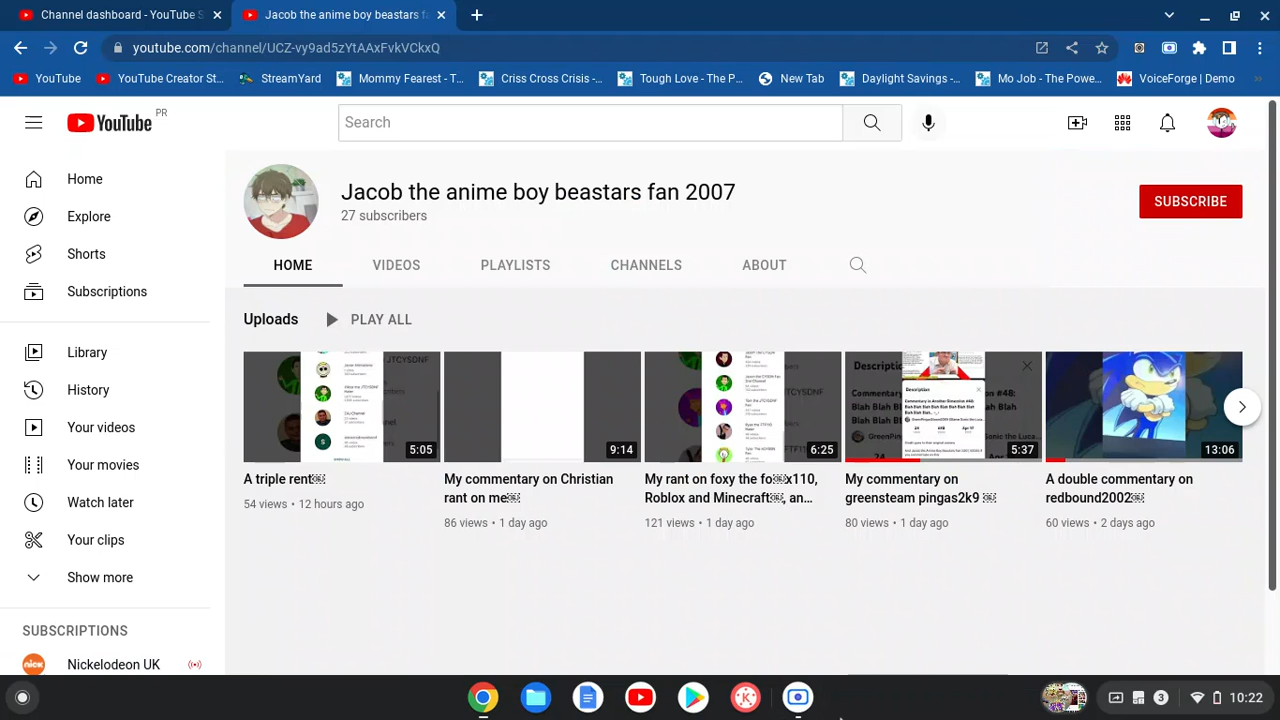 Channel dashboard - YouTube S
Jacob the anime boy beastars fa
youtube.com/channel/UCZ-vy9ad5zYtAAxFvkVCkxQ
YouTube
YouTube Creator St...
StreamYard
Mommy Fearest - T...
Criss Cross Crisis -...
Tough Love - The P...
New Tab
Daylight Savings -...
Mo Job - The Powe...
VoiceForge | Demo
»
YouTube PR
Search
Home
Explore
Shorts
Subscriptions
Library
History
Your videos
Your movies
Watch later
Your clips
Show more
SUBSCRIPTIONS
nick Nickelodeon UK
Jacob the anime boy beastars fan 2007
27 subscribers
SUBSCRIBE
HOME VIDEOS PLAYLISTS CHANNELS ABOUT
Uploads PLAY ALL
JTCYSDNF
5:05
A triple rent
54 views • 12 hours ago
8:14
My commentary on Christian
rant on me
86 views • 1 day ago
6:25
My rant on foxy the fox110,
Roblox and Minecraft, an...
121 views • 1 day ago
Description
5:37
My commentary on
greensteam pingas2k9
80 views • 1 day ago
13:06
A double commentary on
redbound2002
60 views • 2 days ago
3
10:22